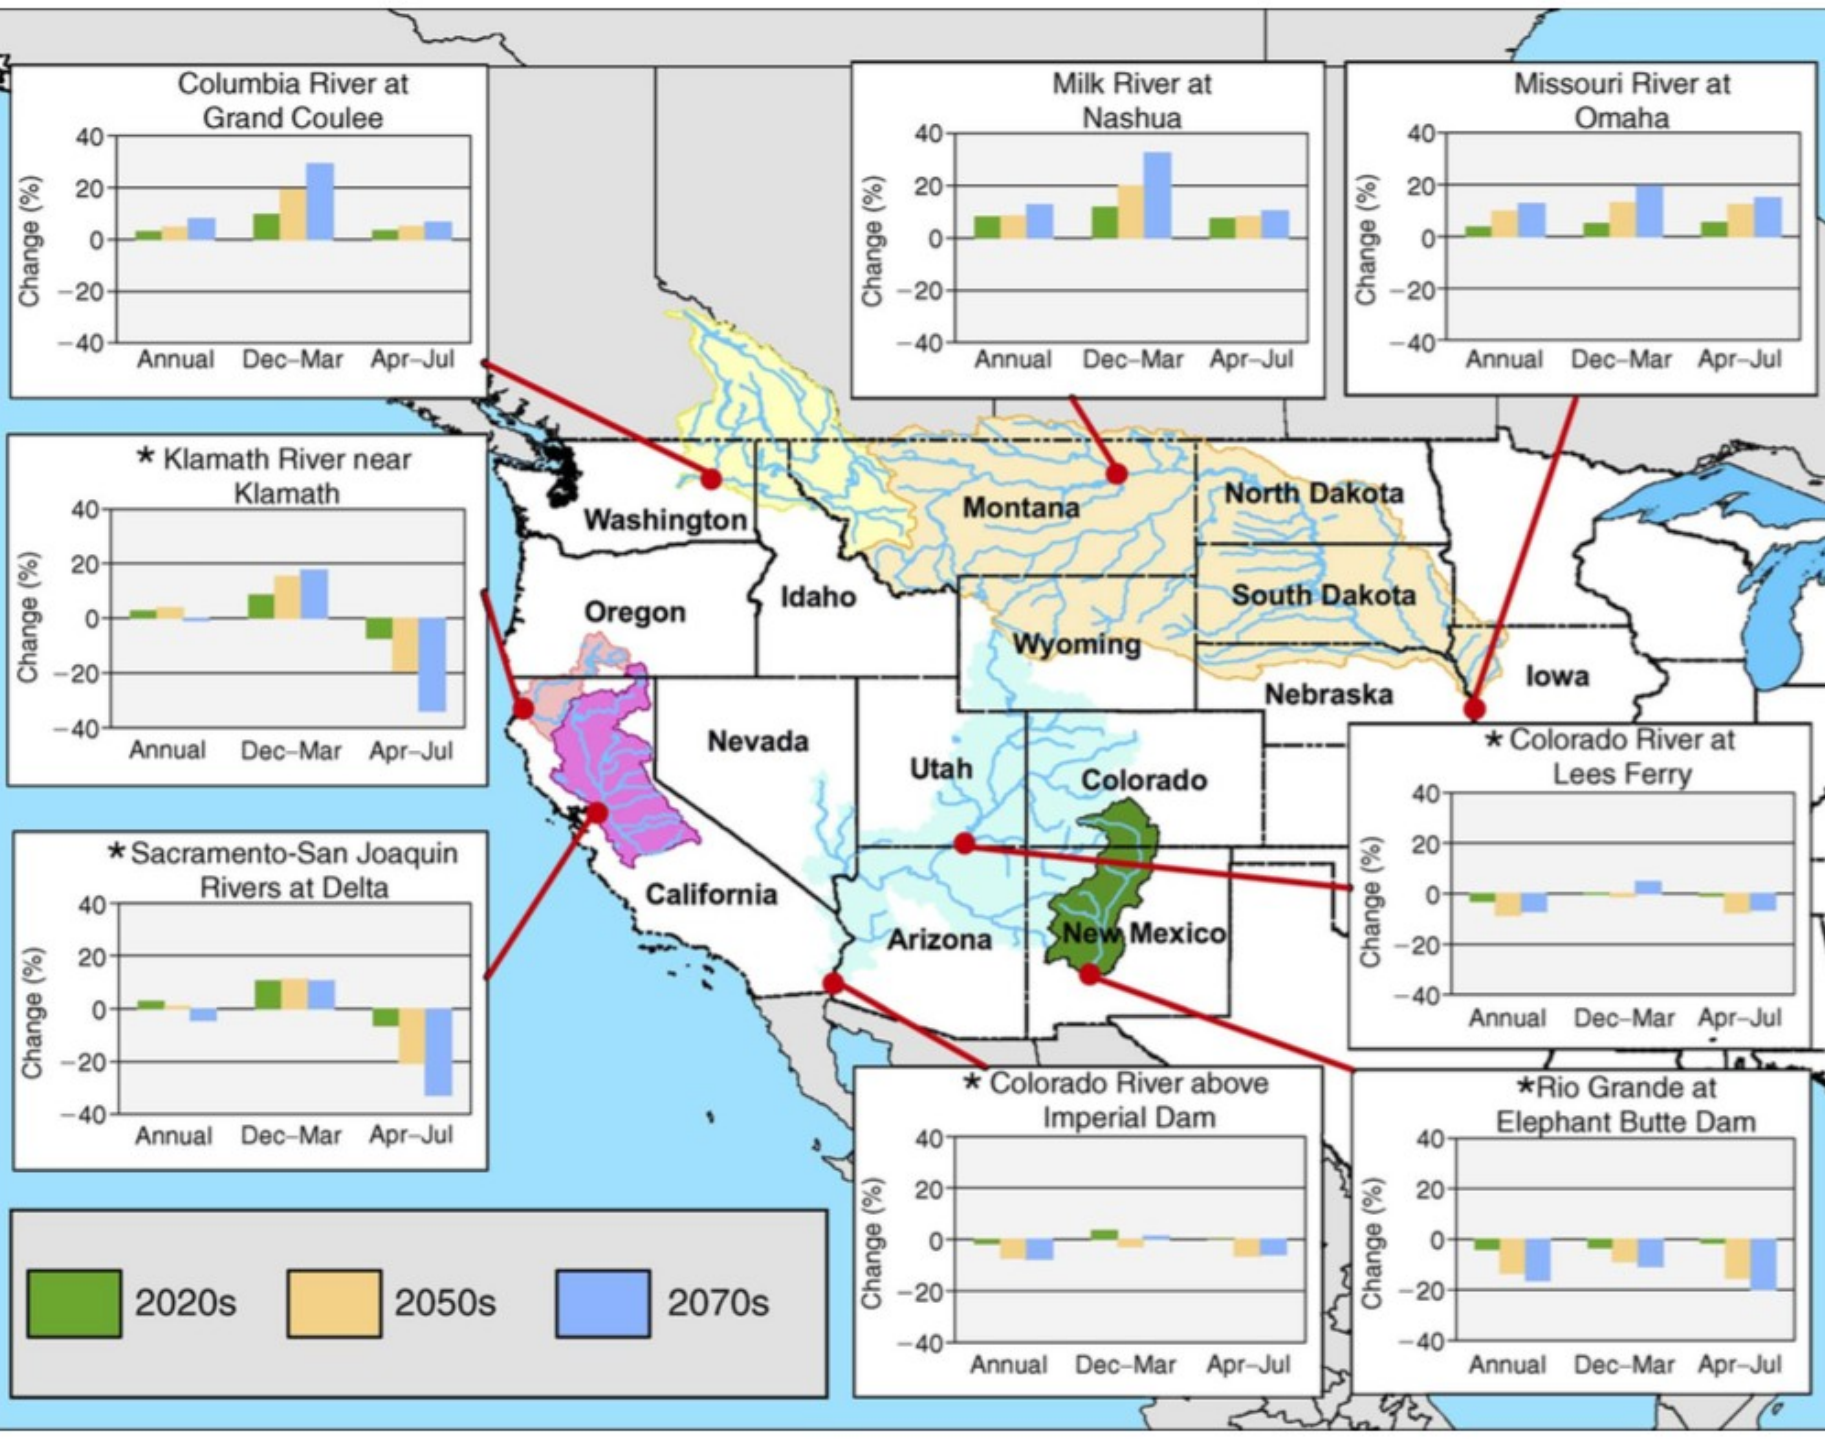 Columbia River at
Grand Coulee
40
20
0
−20
−40
Change (%)
Annual Dec–Mar Apr–Jul
Milk River at
Nashua
40
20
0
−20
−40
Change (%)
Annual Dec–Mar Apr–Jul
Missouri River at
Omaha
40
20
0
−20
−40
Change (%)
Annual Dec–Mar Apr–Jul
* Klamath River near
Klamath
40
20
0
−20
−40
Change (%)
Annual Dec–Mar Apr–Jul
Washington
Montana
North Dakota
Oregon
Idaho
South Dakota
Wyoming
Nebraska
Iowa
Nevada
Utah
Colorado
California
Arizona
New Mexico
* Colorado River at
Lees Ferry
40
20
0
−20
−40
Change (%)
Annual Dec–Mar Apr–Jul
* Sacramento-San Joaquin
Rivers at Delta
40
20
0
−20
−40
Change (%)
Annual Dec–Mar Apr–Jul
* Colorado River above
Imperial Dam
40
20
0
−20
−40
Change (%)
Annual Dec–Mar Apr–Jul
*Rio Grande at
Elephant Butte Dam
40
20
0
−20
−40
Change (%)
Annual Dec–Mar Apr–Jul
2020s 2050s 2070s